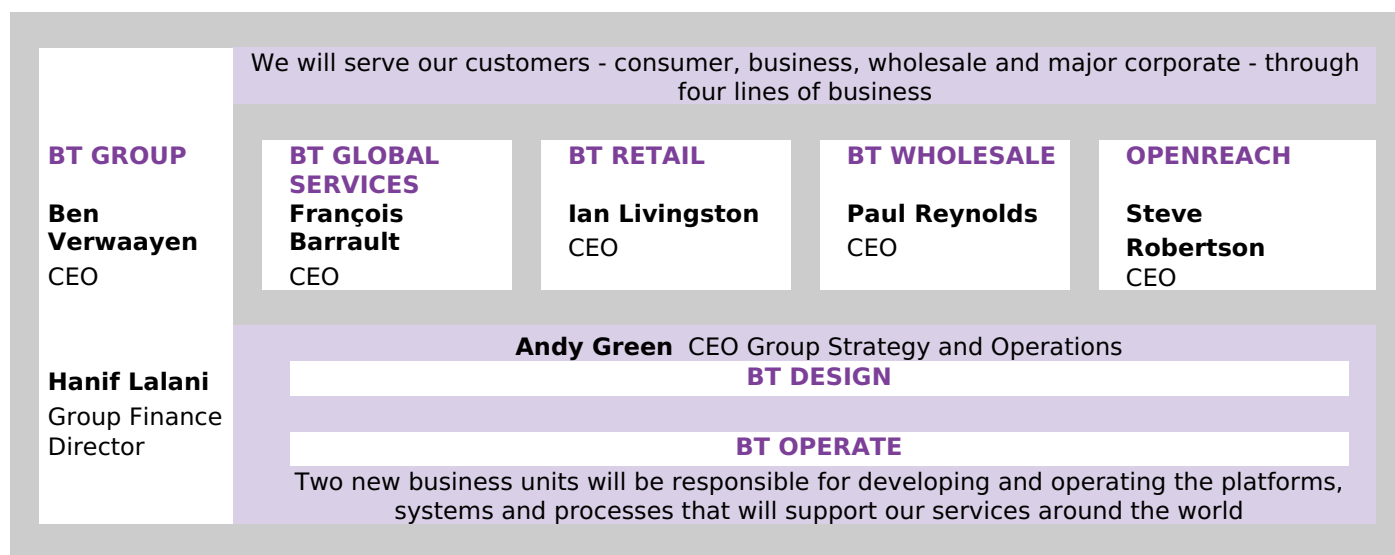 We will serve our customers - consumer, business, wholesale and major corporate - through
four lines of business
BT GROUP
Ben
Verwaayen
CEO
BT GLOBAL
SERVICES
François
Barrault
CEO
BT RETAIL
Ian Livingston
CEO
BT WHOLESALE
Paul Reynolds
CEO
OPENREACH
Steve
Robertson
CEO
Hanif Lalani
Group Finance
Director
Andy Green CEO Group Strategy and Operations
BT DESIGN
BT OPERATE
Two new business units will be responsible for developing and operating the platforms,
systems and processes that will support our services around the world